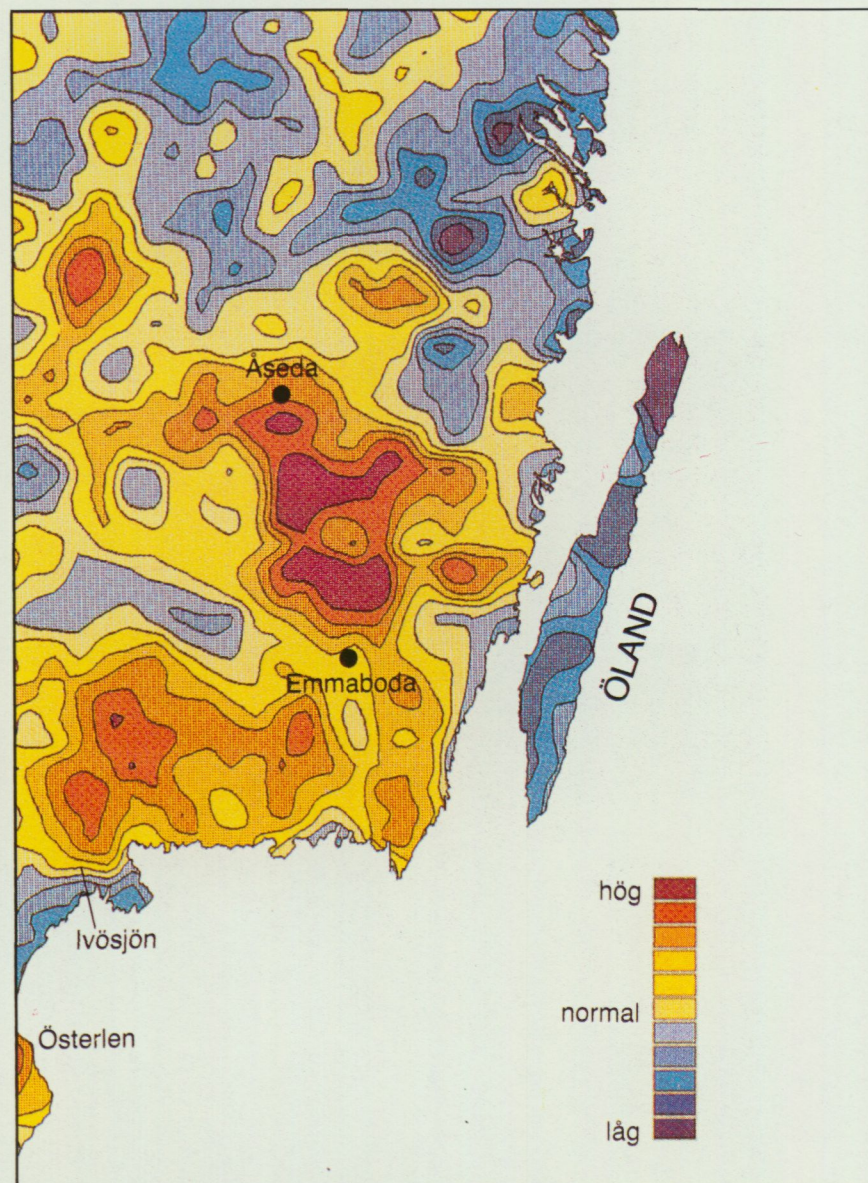 Åseda
Emmaboda
ÖLAND
Ivösjön
Österlen
hög
normal
låg